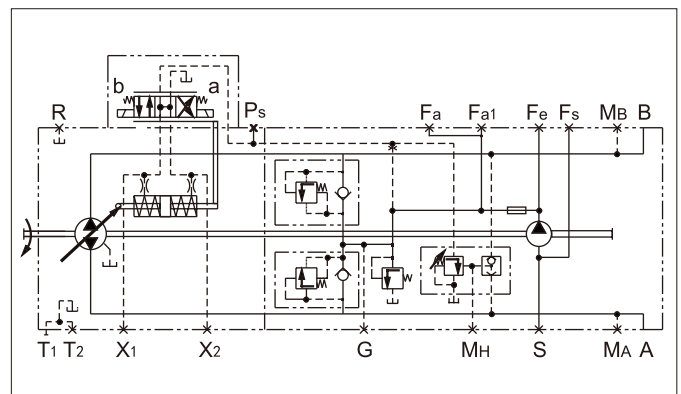 b a
R Ps Fa Fa1 Fe Fs MB B
T1 T2 X1 X2 G MH S MA A